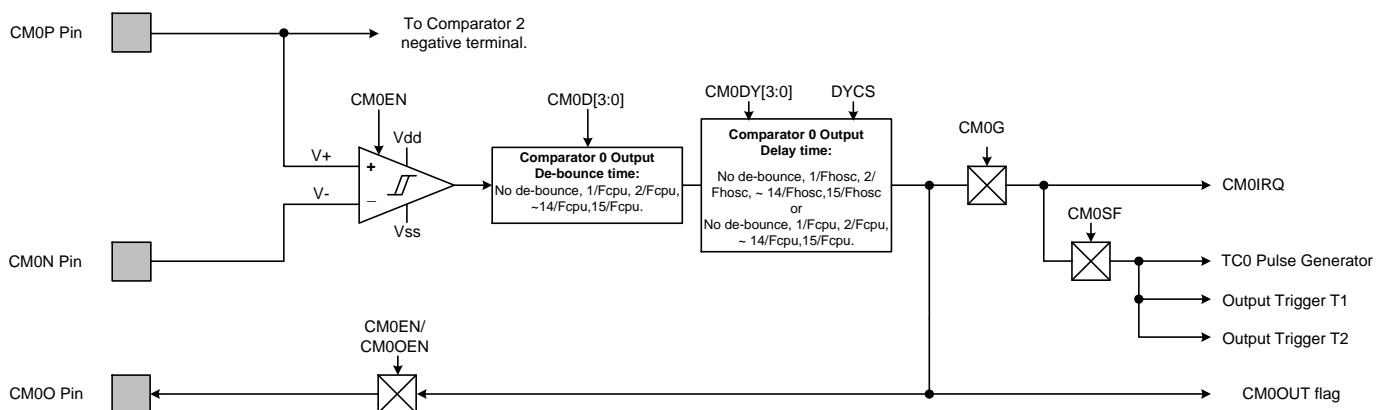 CM0P Pin
To Comparator 2
negative terminal.
CM0EN
CM0D[3:0]
CM0DY[3:0]
DYCS
CM0G
Vdd
V+
+
Comparator 0 Output
De-bounce time:
No de-bounce, 1/Fcpu, 2/Fcpu,
~14/Fcpu,15/Fcpu.
Comparator 0 Output
Delay time:
No de-bounce, 1/Fhosc, 2/
Fhosc, ~ 14/Fhosc,15/Fhosc
or
No de-bounce, 1/Fcpu, 2/Fcpu,
~ 14/Fcpu,15/Fcpu.
CM0IRQ
V-
_
Vss
CM0SF
CM0N Pin
TC0 Pulse Generator
Output Trigger T1
CM0EN/
CM0OEN
Output Trigger T2
CM0O Pin
CM0OUT flag